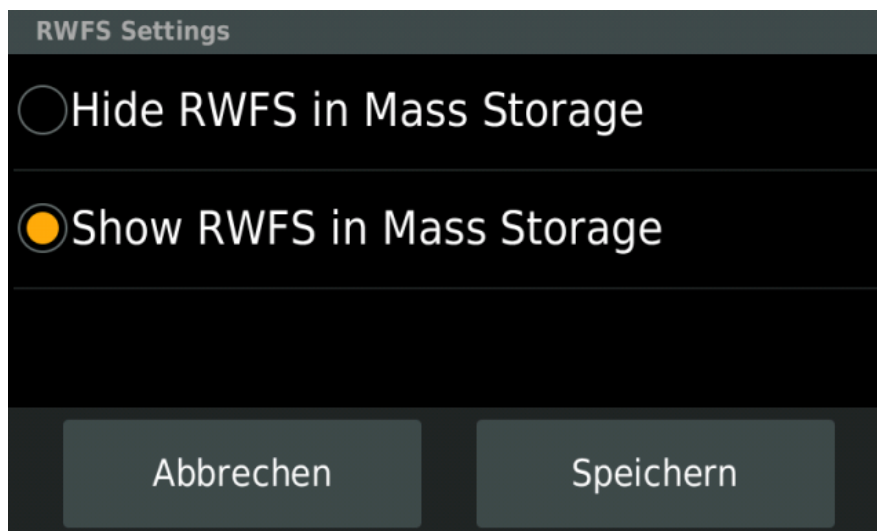 RWFS Settings
Hide RWFS in Mass Storage
Show RWFS in Mass Storage
Abbrechen
Speichern